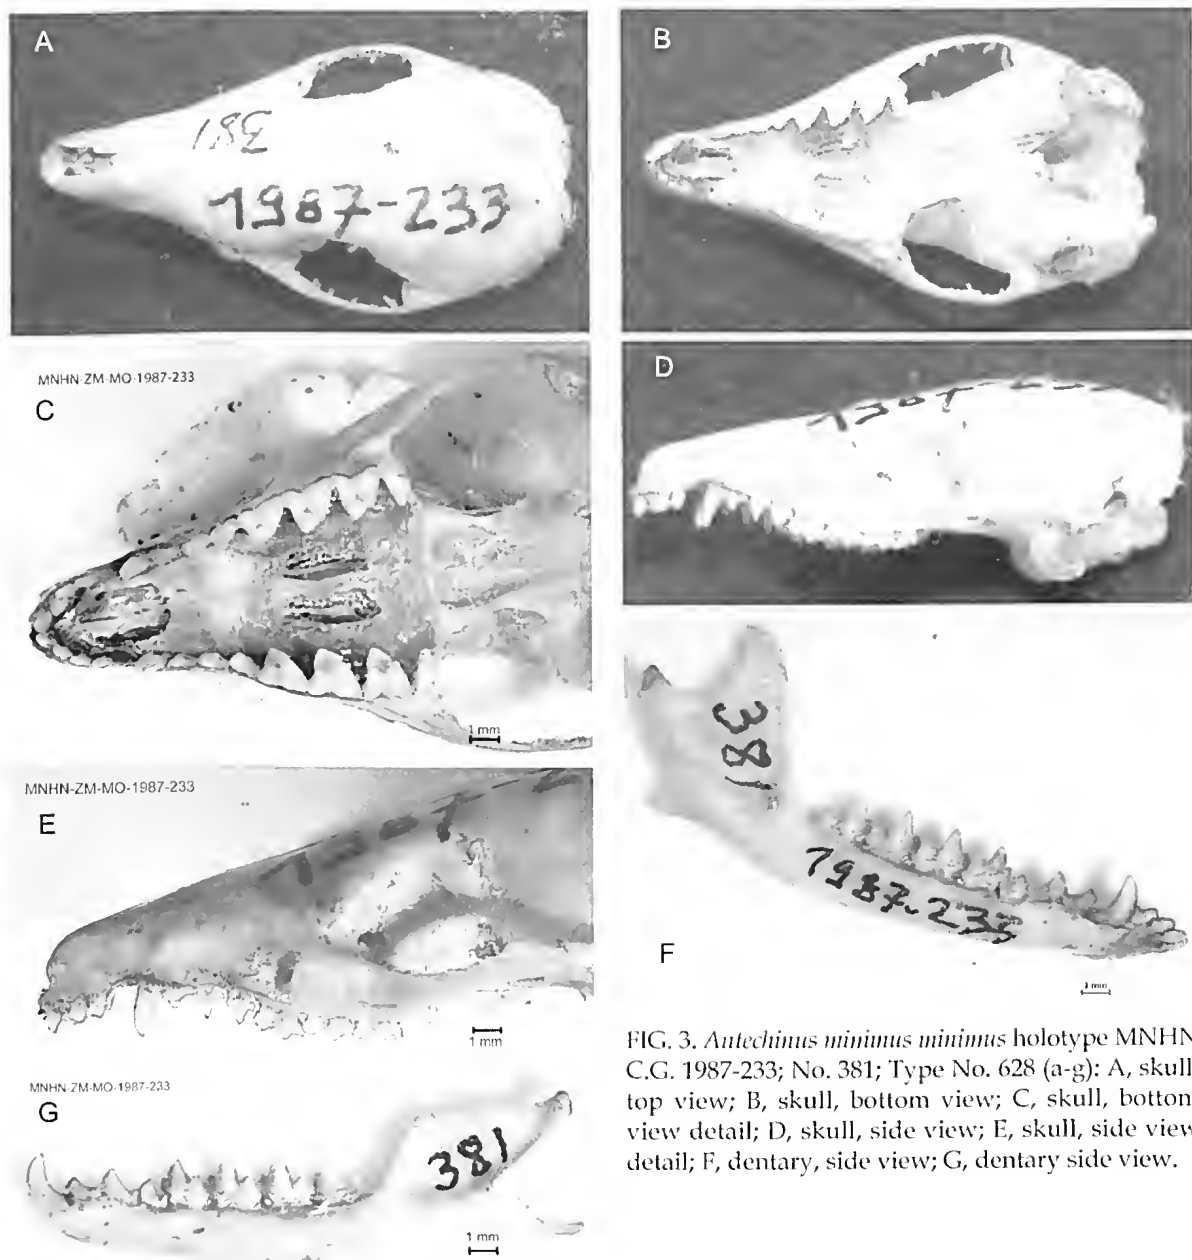 A
381
1987-233
B
MNHN-ZM-MO-1987-233
C
1 mm
D
MNHN-ZM-MO-1987-233
E
1 mm
381
1987-233
F
1 mm
MNHN-ZM-MO-1987-233
G
381
1 mm
FIG. 3. Antechinus minimus minimus holotype MNHN
C.G. 1987-233; No. 381; Type No. 628 (a-g): A, skull
top view; B, skull, bottom view; C, skull, bottom
view detail; D, skull, side view; E, skull, side view
detail; F, dentary, side view; G, dentary side view.